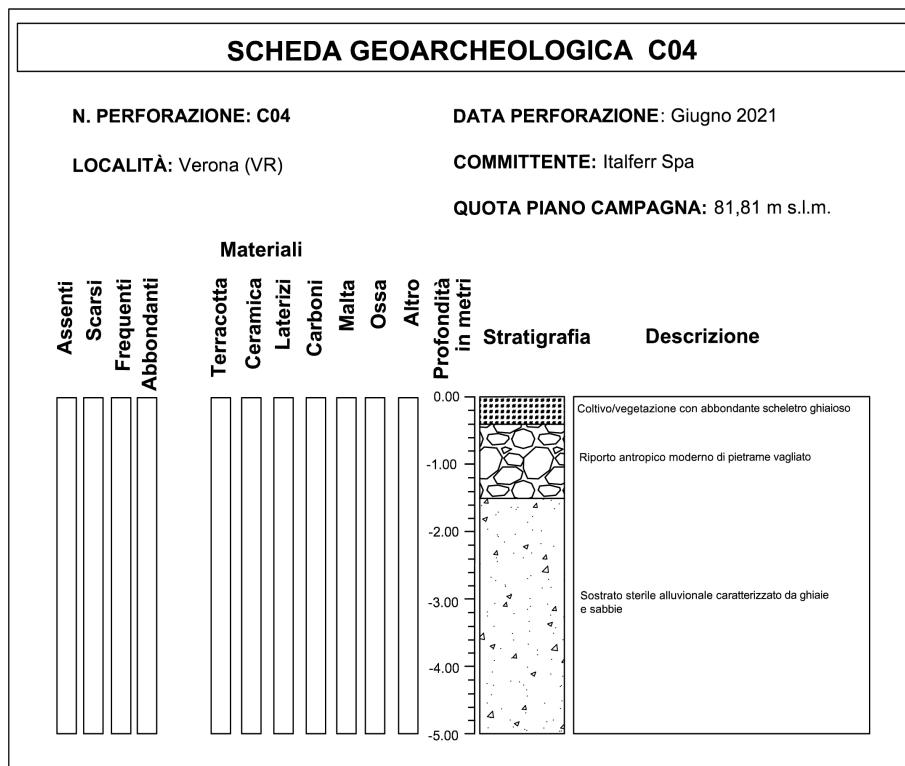 SCHEDA GEOARCHEOLOGICA C04
N. PERFORAZIONE: C04
DATA PERFORAZIONE: Giugno 2021
LOCALITÀ: Verona (VR)
COMMITTENTE: Italferr Spa
QUOTA PIANO CAMPAGNA: 81,81 m s.l.m.
Materiali
Assenti
Scarsi
Frequenti
Abbondanti
Terracotta
Ceramica
Laterizi
Carboni
Malta
Ossa
Altro
Profondità
in metri
Stratigrafia
Descrizione
0.00
Coltivo/vegetazione con abbondante scheletro ghiaioso
Riporto antropico moderno di pietrame vagliato
-1.00
-2.00
Sostrato sterile alluvionale caratterizzato da ghiaie
e sabbie
-3.00
-4.00
-5.00